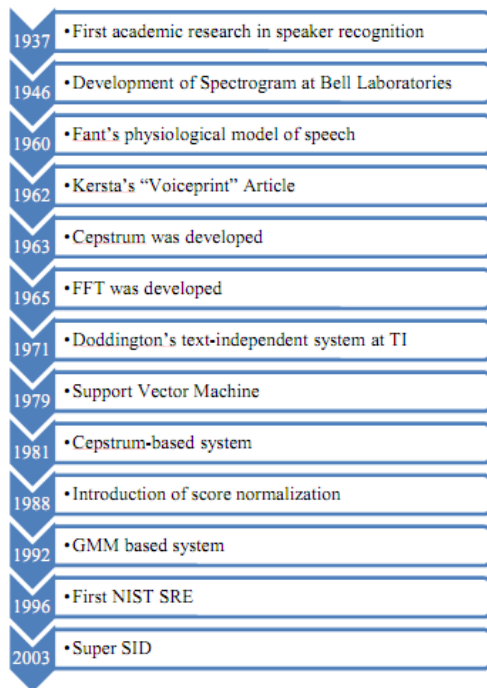 1937 • First academic research in speaker recognition
1946 • Development of Spectrogram at Bell Laboratories
1960 • Fant's physiological model of speech
1962 • Kersta's “Voiceprint” Article
1963 • Cepstrum was developed
1965 • FFT was developed
1971 • Doddington's text-independent system at TI
1979 • Support Vector Machine
1981 • Cepstrum-based system
1988 • Introduction of score normalization
1992 • GMM based system
1996 • First NIST SRE
2003 • Super SID